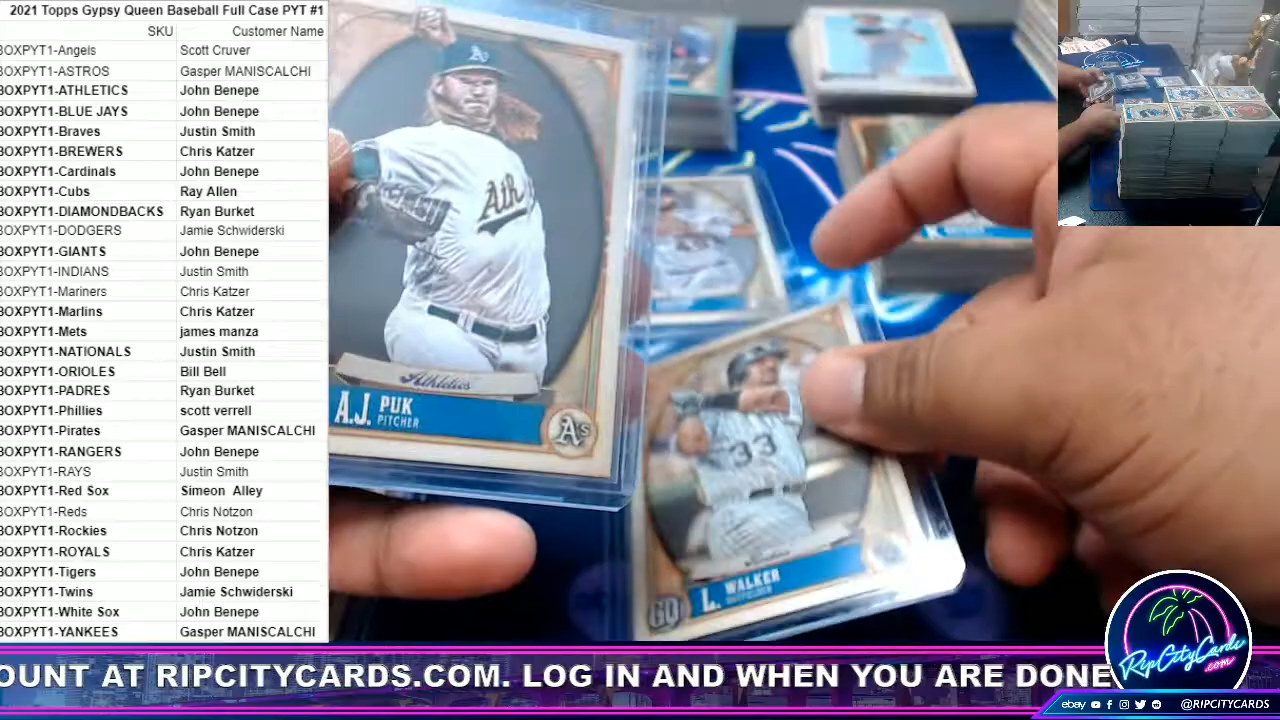 2021 Topps Gypsy Queen Baseball Full Case PYT #1
SKU Customer Name
BOXPYT1-Angels Scott Cruver
BOXPYT1-ASTROS Gasper MANISCALCHI
BOXPYT1-ATHLETICS John Benepe
BOXPYT1-BLUE JAYS John Benepe
BOXPYT1-Braves Justin Smith
BOXPYT1-BREWERS Chris Katzer
BOXPYT1-Cardinals John Benepe
BOXPYT1-Cubs Ray Allen
BOXPYT1-DIAMONDBACKS Ryan Burket
BOXPYT1-DODGERS Jamie Schwiderski
BOXPYT1-GIANTS John Benepe
BOXPYT1-INDIANS Justin Smith
BOXPYT1-Mariners Chris Katzer
BOXPYT1-Marlins Chris Katzer
BOXPYT1-Mets james manza
BOXPYT1-NATIONALS Justin Smith
BOXPYT1-ORIOLES Bill Bell
BOXPYT1-PADRES Ryan Burket
BOXPYT1-Phillies scott verrell
BOXPYT1-Pirates Gasper MANISCALCHI
BOXPYT1-RANGERS John Benepe
BOXPYT1-RAYS Justin Smith
BOXPYT1-Red Sox Simeon Alley
BOXPYT1-Reds Chris Notzon
BOXPYT1-Rockies Chris Notzon
BOXPYT1-ROYALS Chris Katzer
BOXPYT1-Tigers John Benepe
BOXPYT1-Twins Jamie Schwiderski
BOXPYT1-White Sox John Benepe
BOXPYT1-YANKEES Gasper MANISCALCHI
A's
Ath
Athletics
A.J. PUK
PITCHER
A's
33
L. WALKER
OUTFIELDER
GQ
OUNT AT RIPCITYCARDS.COM. LOG IN AND WHEN YOU ARE DONE
RipCityCards
.com
ebay @RIPCITYCARDS